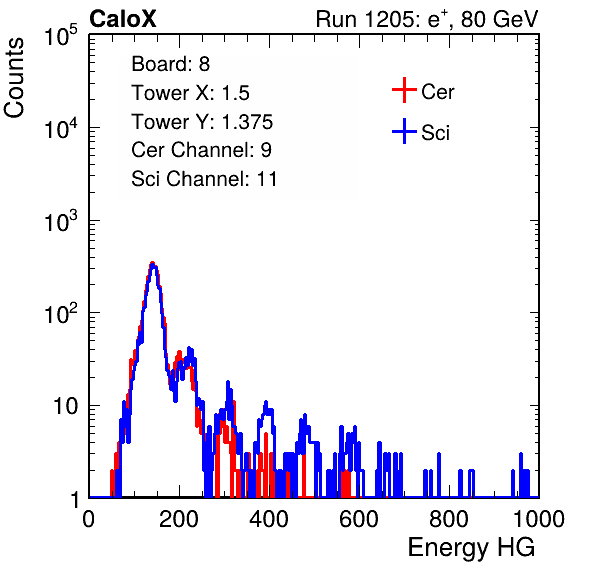 CaloX
Run 1205: e⁺, 80 GeV
Counts
10⁵
10⁴
10³
10²
10
1
Board: 8
Tower X: 1.5
Tower Y: 1.375
Cer Channel: 9
Sci Channel: 11
Cer
Sci
0 200 400 600 800 1000
Energy HG